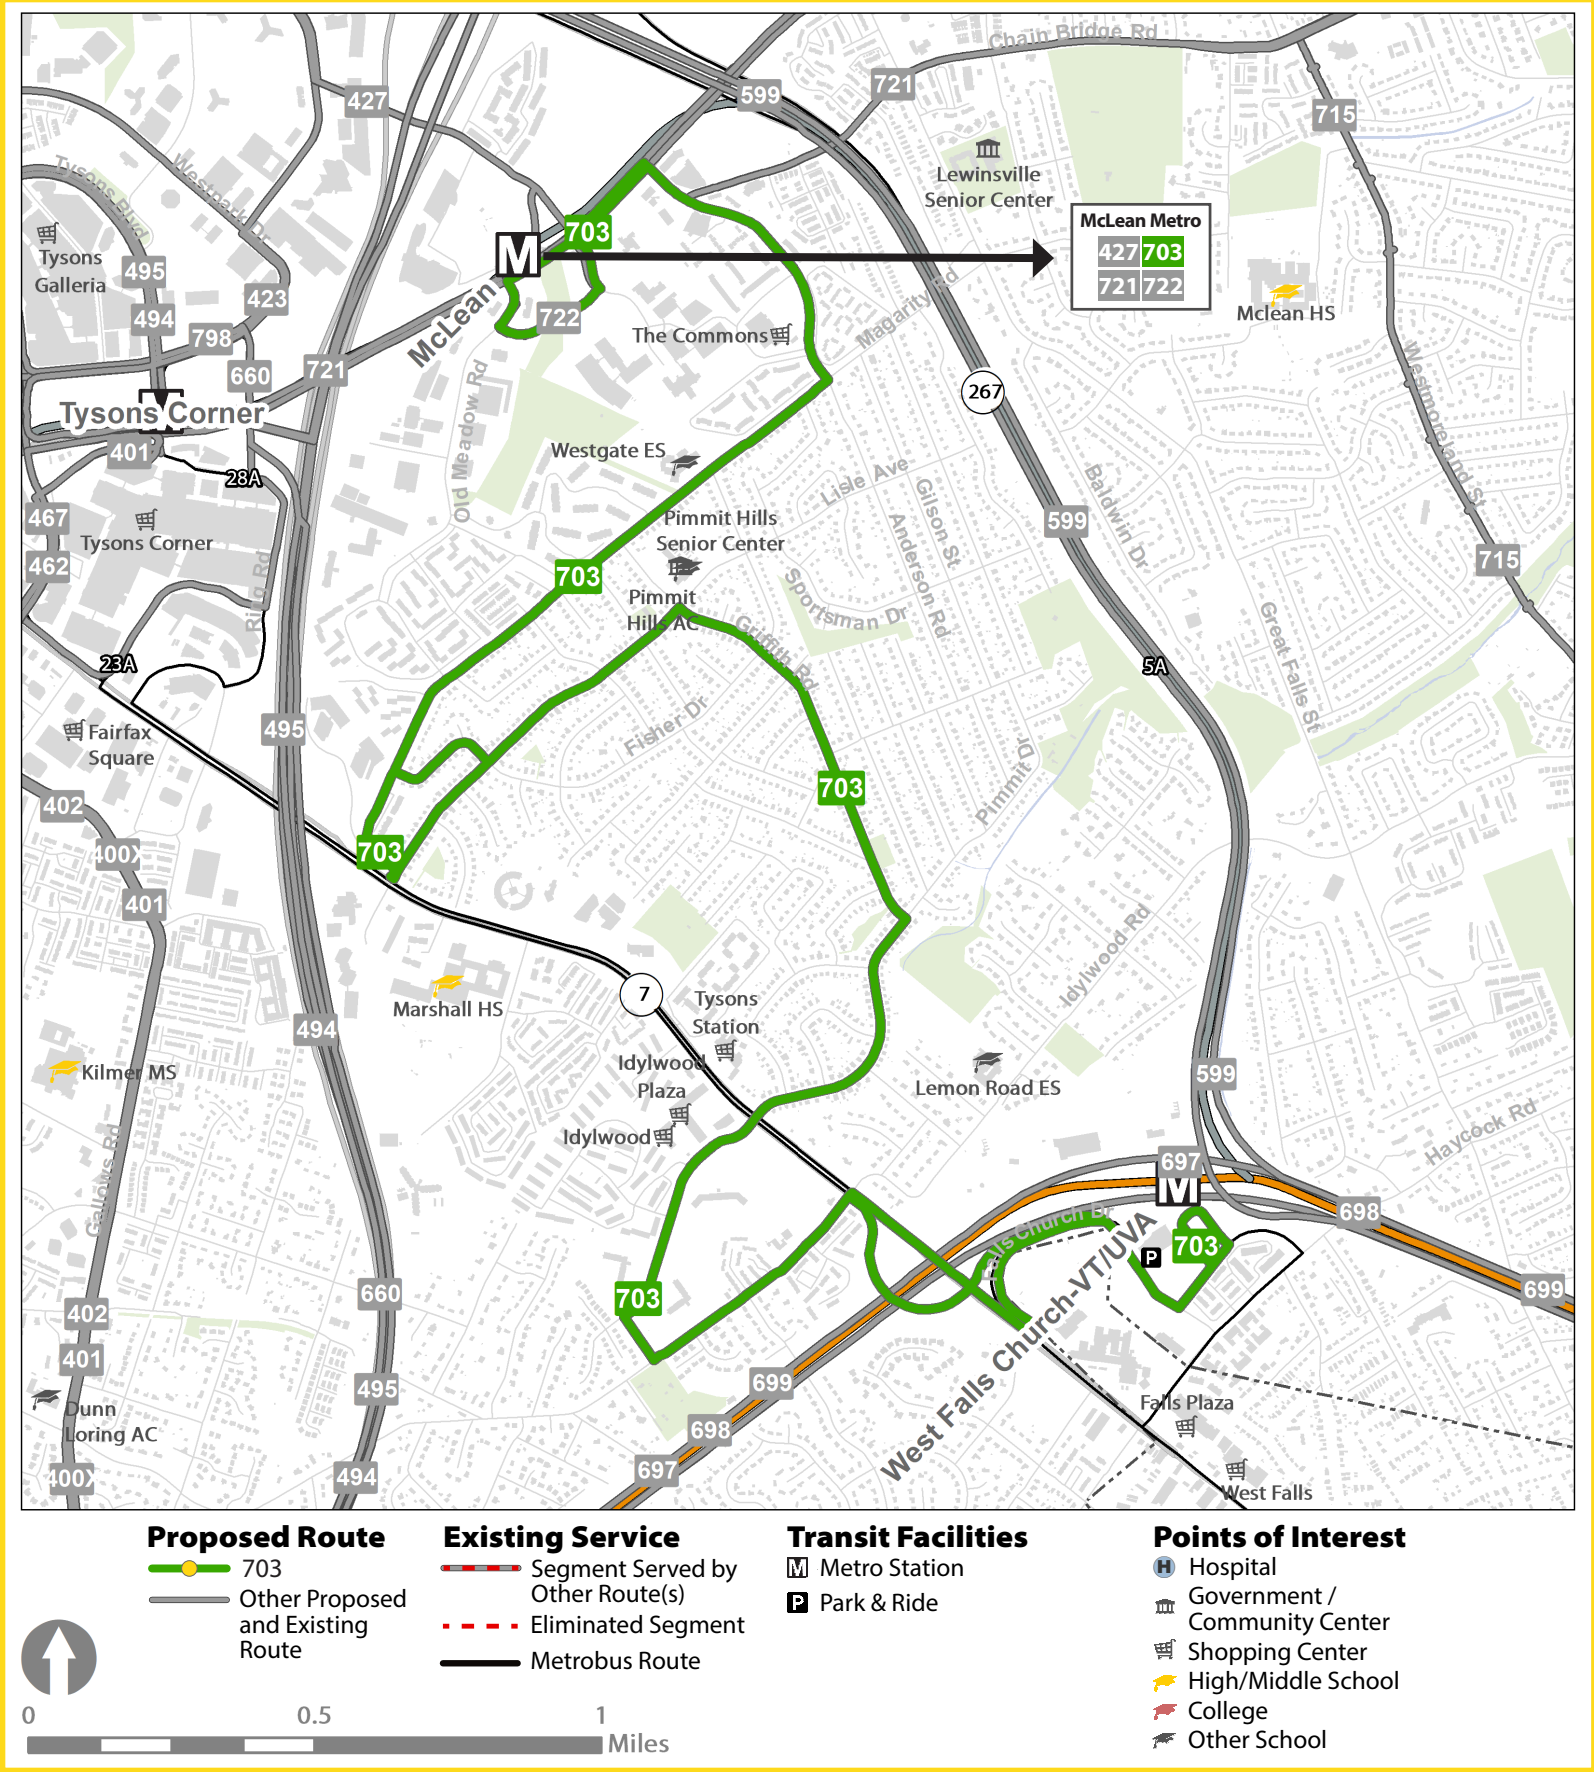 Chain Bridge Rd
599
721
427
715
Tysons Blvd
Westpark Dr
Lewinsville
Senior Center
McLean Metro
427 703
721 722
703
M
Tysons
Galleria
495
423
494
722
McLean
The Commons
Magarity Rd
Mclean HS
798
660
721
267
Westmoreland St
Tysons Corner
401
28A
Old Meadow Rd
Westgate ES
Lisle Ave
Gilson St
Anderson Rd
Baldwin Dr
467
599
Tysons Corner
Pimmit Hills
Senior Center
462
703
715
Ring Rd
Pimmit
Hills AC
Sportsman Dr
Griffith Rd
Great Falls St
23A
5A
Fairfax
Square
495
Fisher Dr
Pimmit Dr
703
402
400X
703
401
Idylwood Rd
Marshall HS
7
Tysons
Station
494
Kilmer MS
Idylwood
Plaza
Lemon Road ES
599
Idylwood
Haycock Rd
Gallows Rd
697
M
698
Falls Church Dr
703
P
West Falls Church-VT/UVA
660
703
699
402
401
699
495
Falls Plaza
Dunn
Loring AC
698
697
494
400X
West Falls
Proposed Route
703
Other Proposed
and Existing
Route
Existing Service
Segment Served by
Other Route(s)
Eliminated Segment
Metrobus Route
Transit Facilities
M Metro Station
P Park & Ride
Points of Interest
H Hospital
Government /
Community Center
Shopping Center
High/Middle School
College
Other School
0 0.5 1
Miles